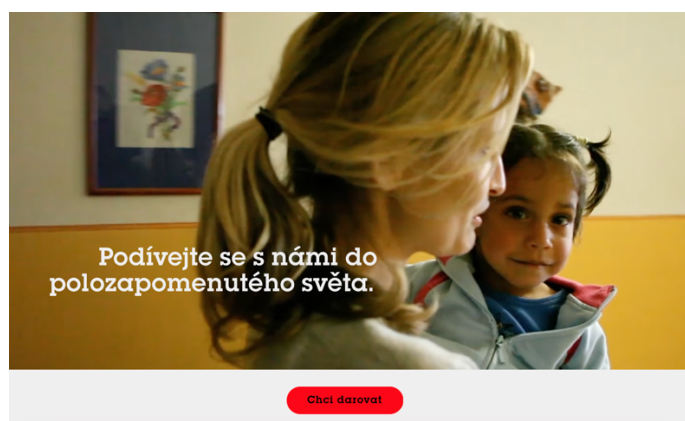 Podívejte se s námi do
polozapomenutého světa.
Chci darovat